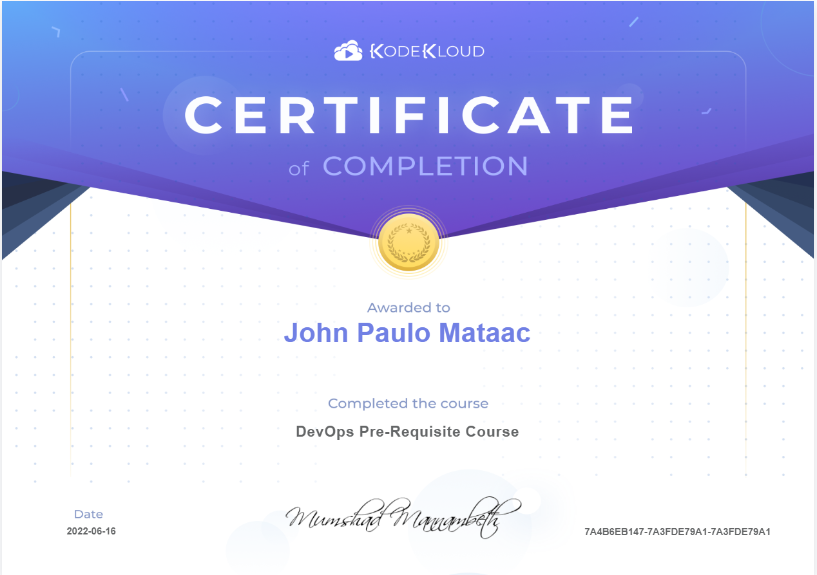 KODEKLOUD
CERTIFICATE
of COMPLETION
Awarded to
John Paulo Mataac
Completed the course
DevOps Pre-Requisite Course
Date
2022-06-16
Mumshad Mannambeth
7A4B6EB147-7A3FDE79A1-7A3FDE79A1